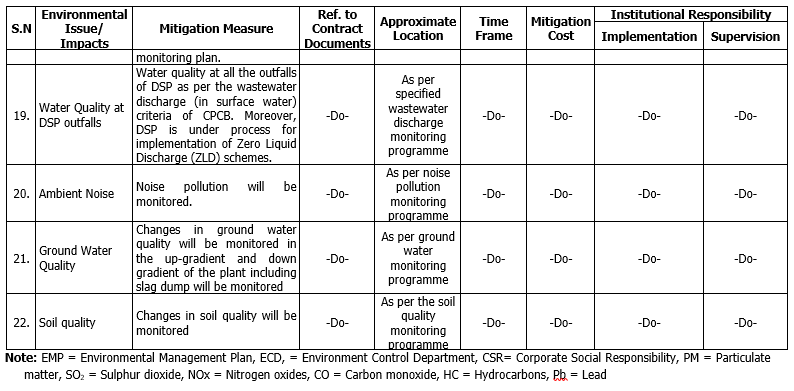 S.N Environmental Issue/ Impacts Mitigation Measure Ref. to Contract Documents Approximate Location Time Frame Mitigation Cost Institutional Responsibility
Implementation Supervision
monitoring plan.
19. Water Quality at DSP outfalls
Water quality at all the outfalls
of DSP as per the wastewater
discharge (in surface water)
criteria of CPCB. Moreover,
DSP is under process for
implementation of Zero Liquid
Discharge (ZLD) schemes.
-Do-
As per
specified
wastewater
discharge
monitoring
programme
-Do- -Do- -Do- -Do-
20. Ambient Noise
Noise pollution will be
monitored.
-Do-
As per noise
pollution
monitoring
programme
-Do- -Do- -Do- -Do-
21. Ground Water Quality
Changes in ground water
quality will be monitored in
the up-gradient and down
gradient of the plant including
slag dump will be monitored
-Do-
As per ground
water
monitoring
programme
-Do- -Do- -Do- -Do-
22. Soil quality
Changes in soil quality will be
monitored
-Do-
As per the soil
quality
monitoring
programme
-Do- -Do- -Do- -Do-
Note: EMP = Environmental Management Plan, ECD, = Environment Control Department, CSR= Corporate Social Responsibility, PM = Particulate
matter, SO₂ = Sulphur dioxide, NOx = Nitrogen oxides, CO = Carbon monoxide, HC = Hydrocarbons, Pb = Lead